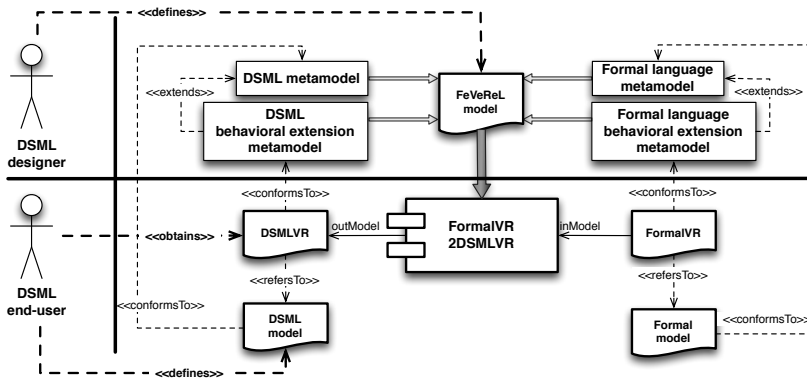 <<defines>>
DSML metamodel
Formal language
metamodel
<<extends>>
FeVeReL
model
<<extends>>
DSML
behavioral extension
metamodel
Formal language
behavioral extension
metamodel
DSML
designer
<<conformsTo>>
<<conformsTo>>
DSMLVR
outModel
FormalVR
2DSMLVR
inModel
FormalVR
<<obtains>>
<<refersTo>>
<<refersTo>>
DSML
end-user
<<conformsTo>>
DSML
model
Formal
model
<<conformsTo>>
<<defines>>